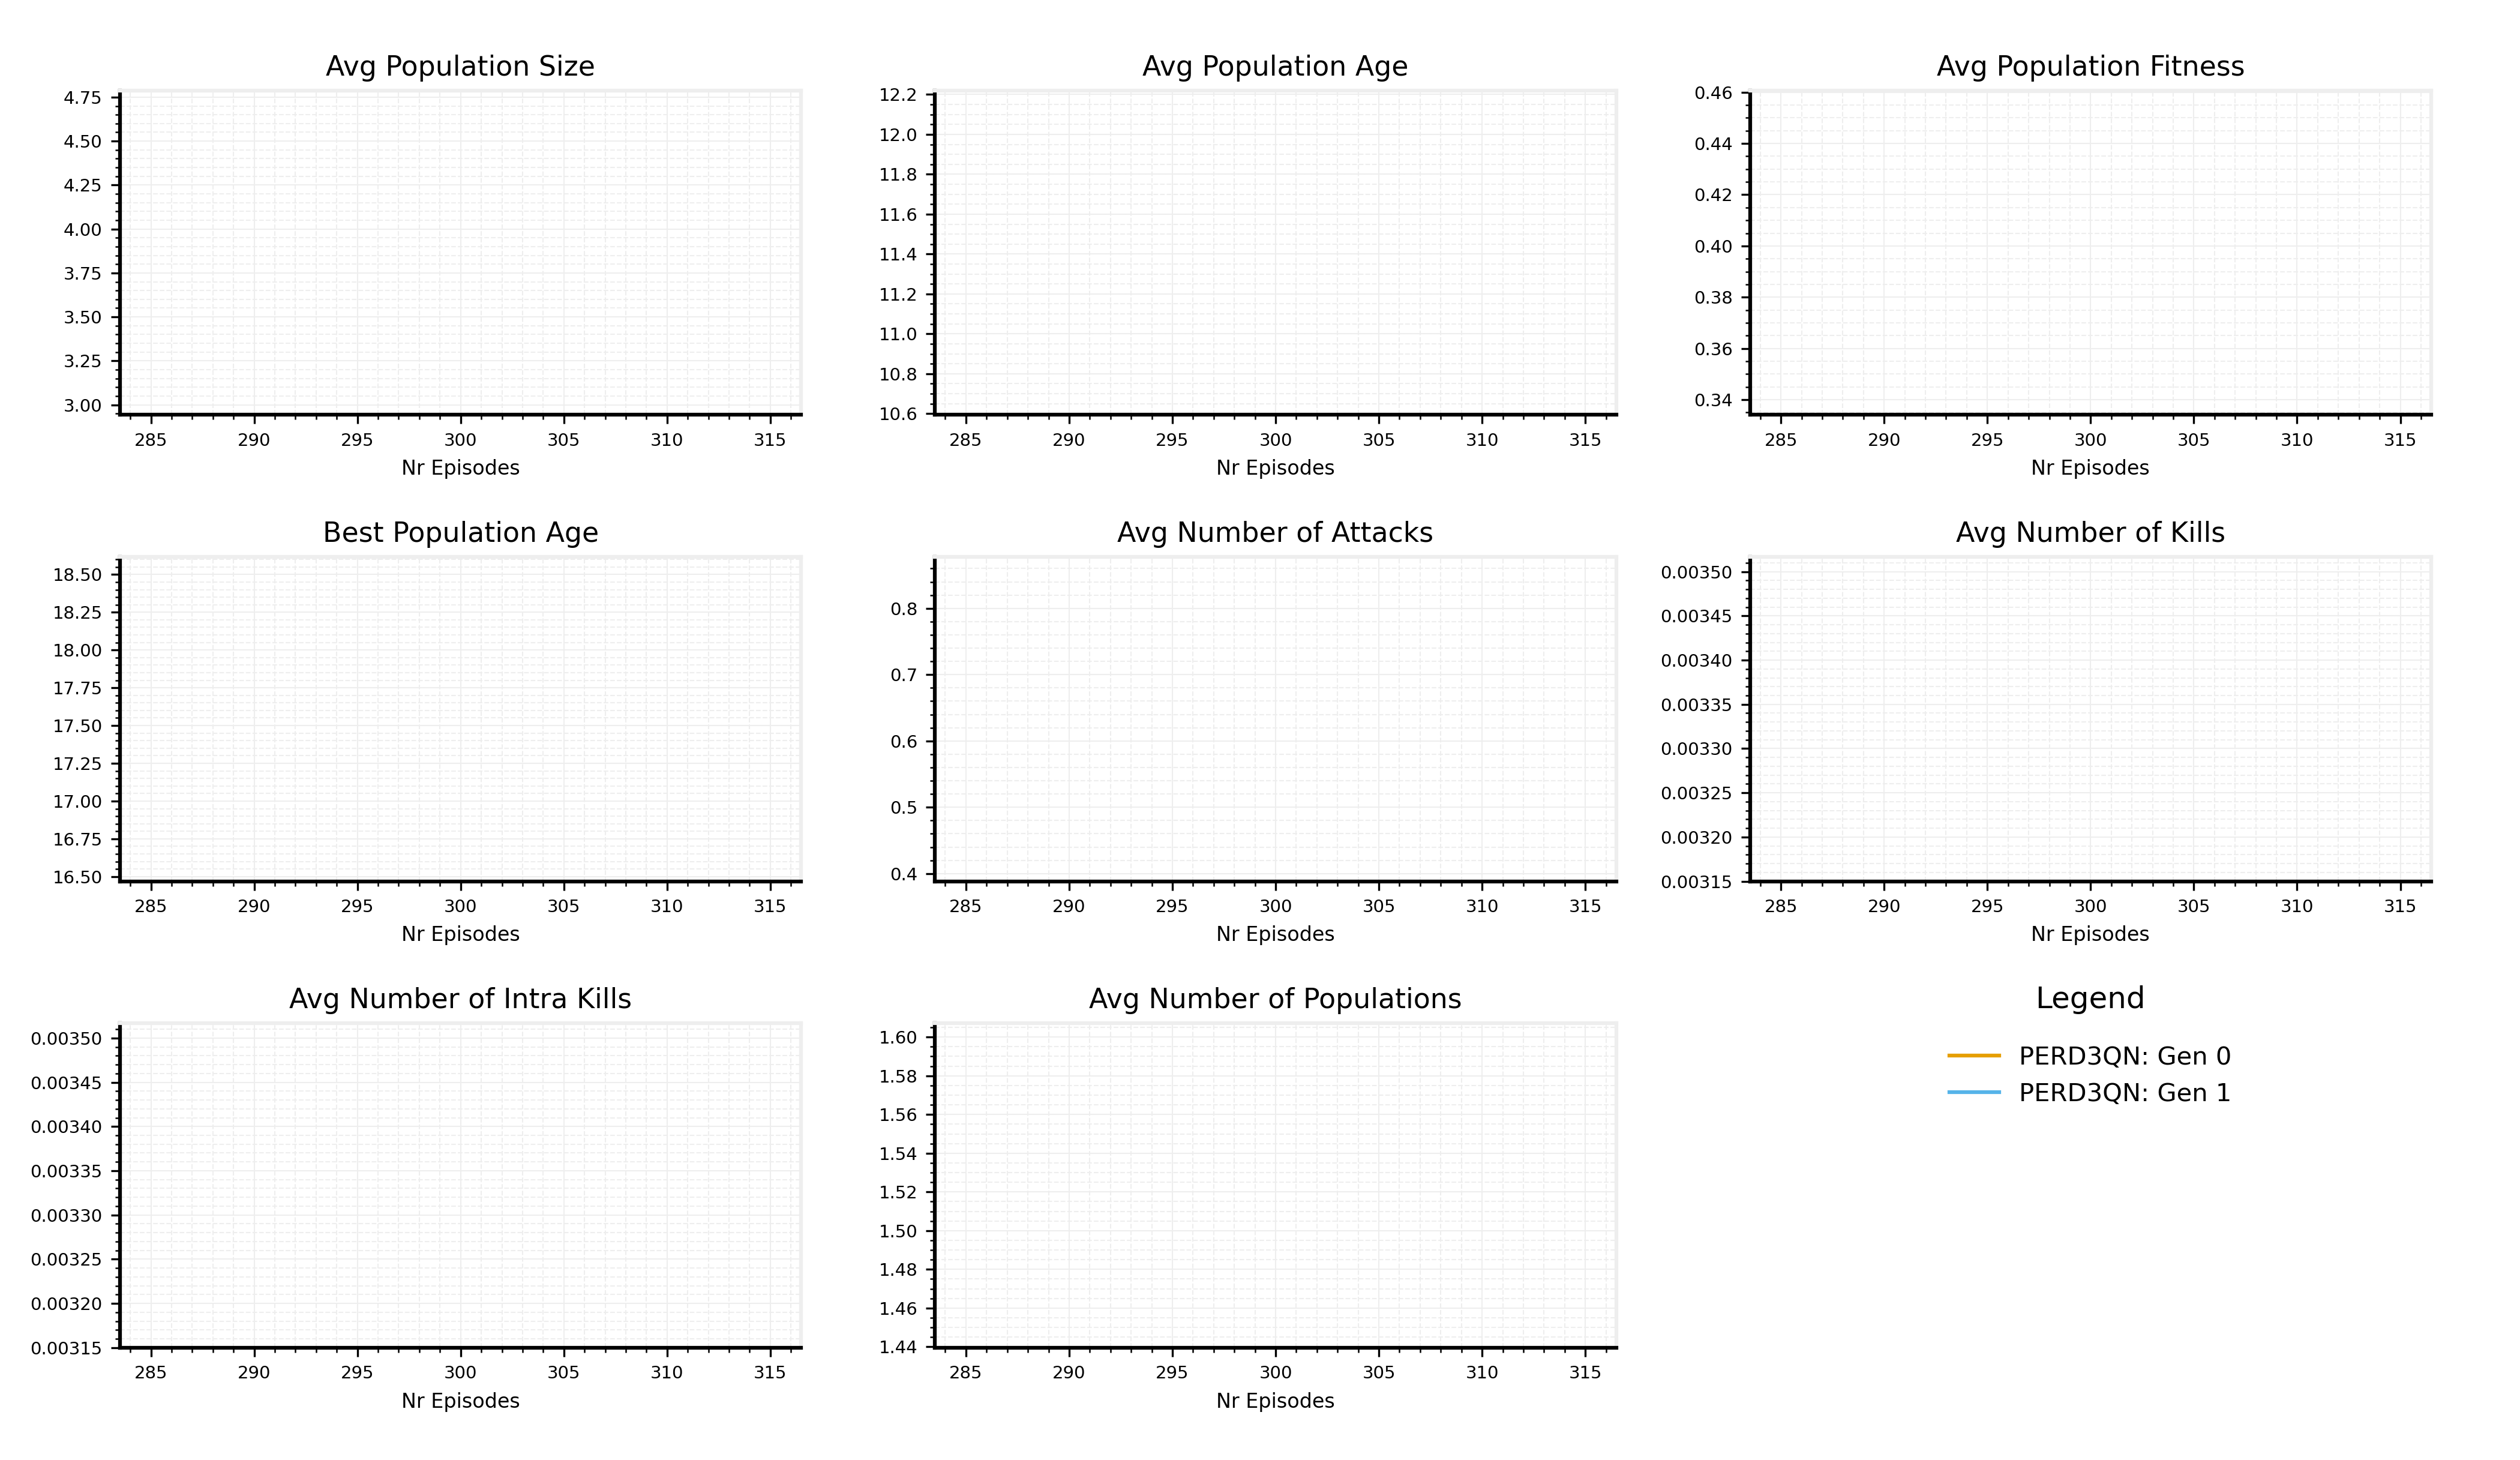 Avg Population Size
4.75
4.50
4.25
4.00
3.75
3.50
3.25
3.00
285 290 295 300 305 310 315
Nr Episodes
Avg Population Age
12.2
12.0
11.8
11.6
11.4
11.2
11.0
10.8
10.6
285 290 295 300 305 310 315
Nr Episodes
Avg Population Fitness
0.46
0.44
0.42
0.40
0.38
0.36
0.34
285 290 295 300 305 310 315
Nr Episodes
Best Population Age
18.50
18.25
18.00
17.75
17.50
17.25
17.00
16.75
16.50
285 290 295 300 305 310 315
Nr Episodes
Avg Number of Attacks
0.8
0.7
0.6
0.5
0.4
285 290 295 300 305 310 315
Nr Episodes
Avg Number of Kills
0.00350
0.00345
0.00340
0.00335
0.00330
0.00325
0.00320
0.00315
285 290 295 300 305 310 315
Nr Episodes
Avg Number of Intra Kills
0.00350
0.00345
0.00340
0.00335
0.00330
0.00325
0.00320
0.00315
285 290 295 300 305 310 315
Nr Episodes
Avg Number of Populations
1.60
1.58
1.56
1.54
1.52
1.50
1.48
1.46
1.44
285 290 295 300 305 310 315
Nr Episodes
Legend
PERD3QN: Gen 0
PERD3QN: Gen 1